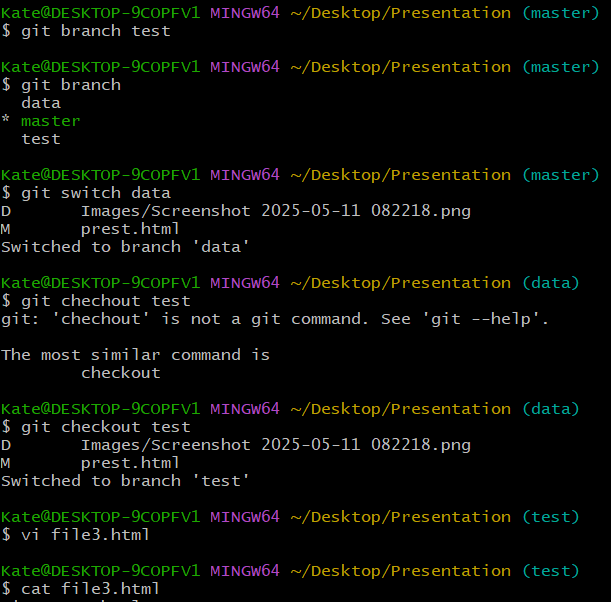 Kate@DESKTOP-9COPFV1 MINGW64 ~/Desktop/Presentation (master)
$ git branch test
Kate@DESKTOP-9COPFV1 MINGW64 ~/Desktop/Presentation (master)
$ git branch
data
* master
test
Kate@DESKTOP-9COPFV1 MINGW64 ~/Desktop/Presentation (master)
$ git switch data
D Images/Screenshot 2025-05-11 082218.png
M prest.html
Switched to branch 'data'
Kate@DESKTOP-9COPFV1 MINGW64 ~/Desktop/Presentation (data)
$ git chechout test
git: 'chechout' is not a git command. See 'git --help'.
The most similar command is
checkout
Kate@DESKTOP-9COPFV1 MINGW64 ~/Desktop/Presentation (data)
$ git checkout test
D Images/Screenshot 2025-05-11 082218.png
M prest.html
Switched to branch 'test'
Kate@DESKTOP-9COPFV1 MINGW64 ~/Desktop/Presentation (test)
$ vi file3.html
Kate@DESKTOP-9COPFV1 MINGW64 ~/Desktop/Presentation (test)
$ cat file3.html